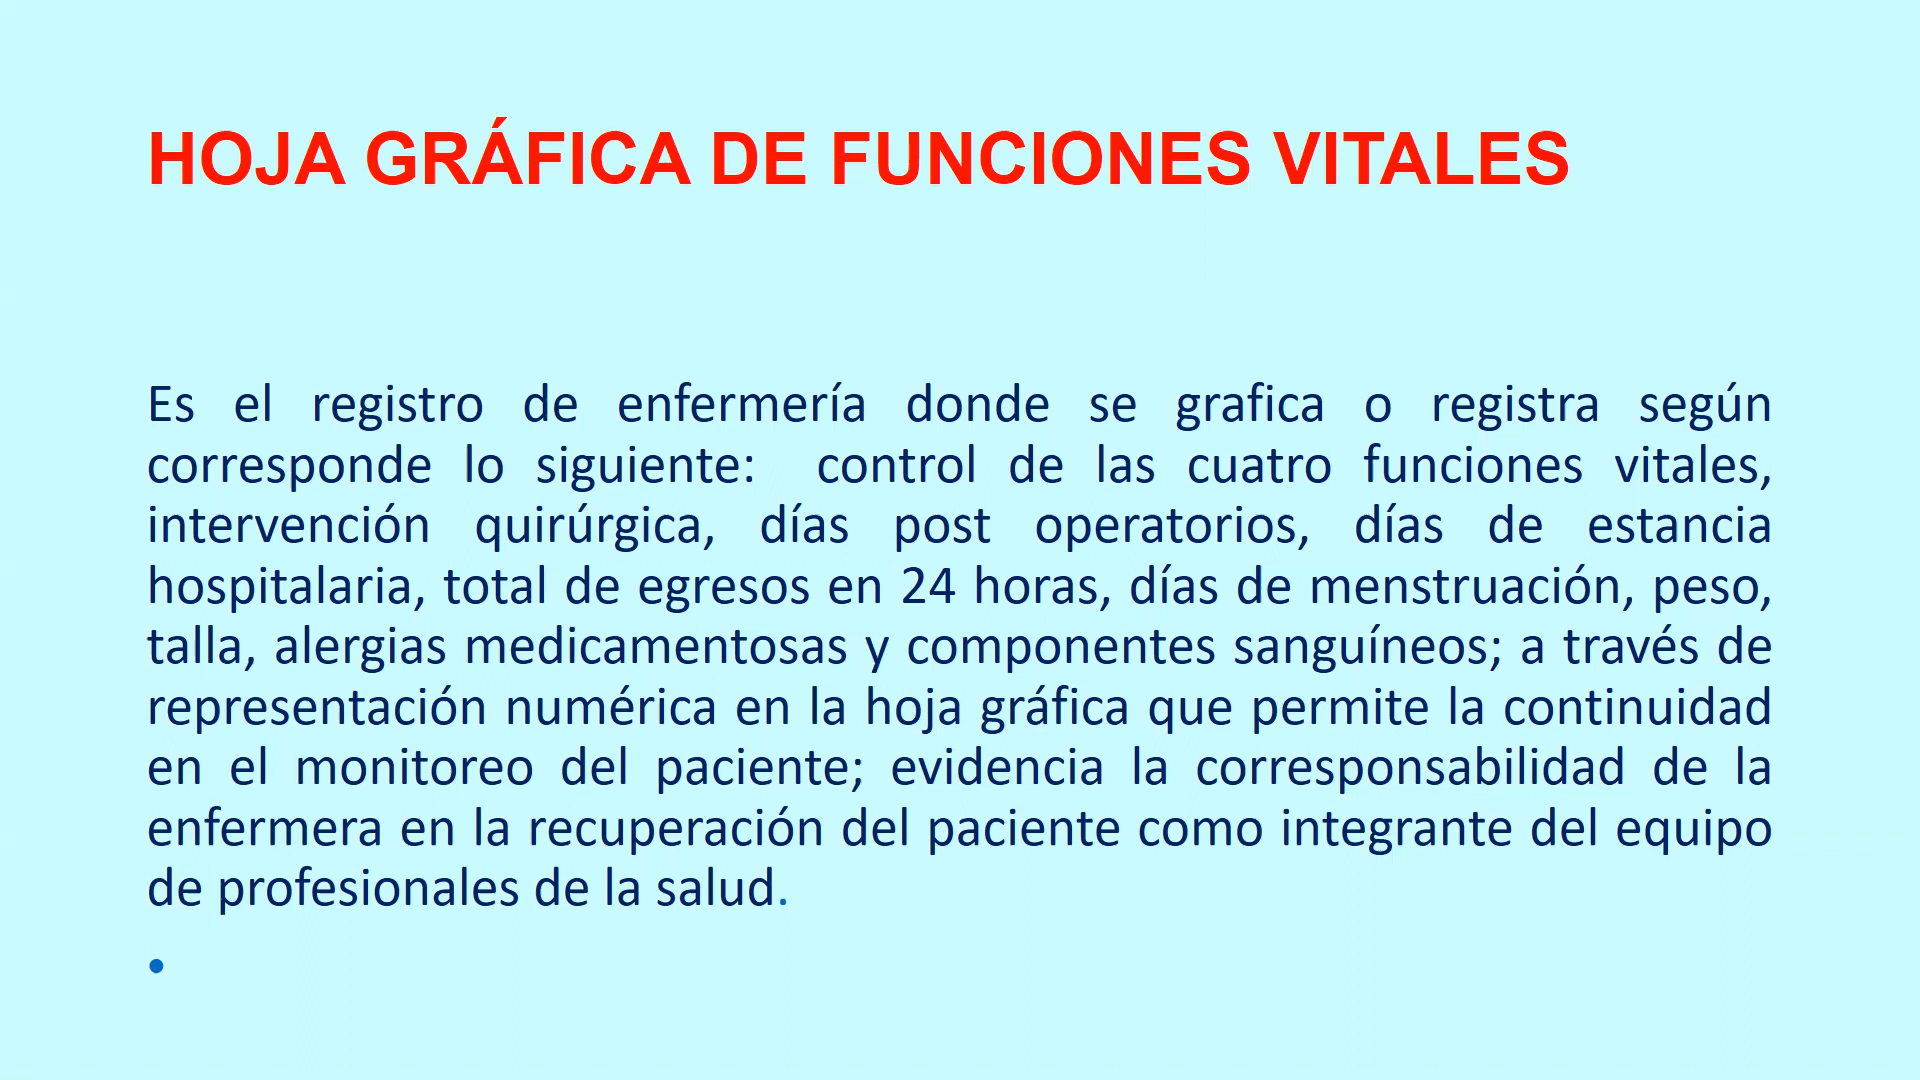 HOJA GRÁFICA DE FUNCIONES VITALES
Es el registro de enfermería donde se grafica o registra según
corresponde lo siguiente: control de las cuatro funciones vitales,
intervención quirúrgica, días post operatorios, días de estancia
hospitalaria, total de egresos en 24 horas, días de menstruación, peso,
talla, alergias medicamentosas y componentes sanguíneos; a través de
representación numérica en la hoja gráfica que permite la continuidad
en el monitoreo del paciente; evidencia la corresponsabilidad de la
enfermera en la recuperación del paciente como integrante del equipo
de profesionales de la salud.
•